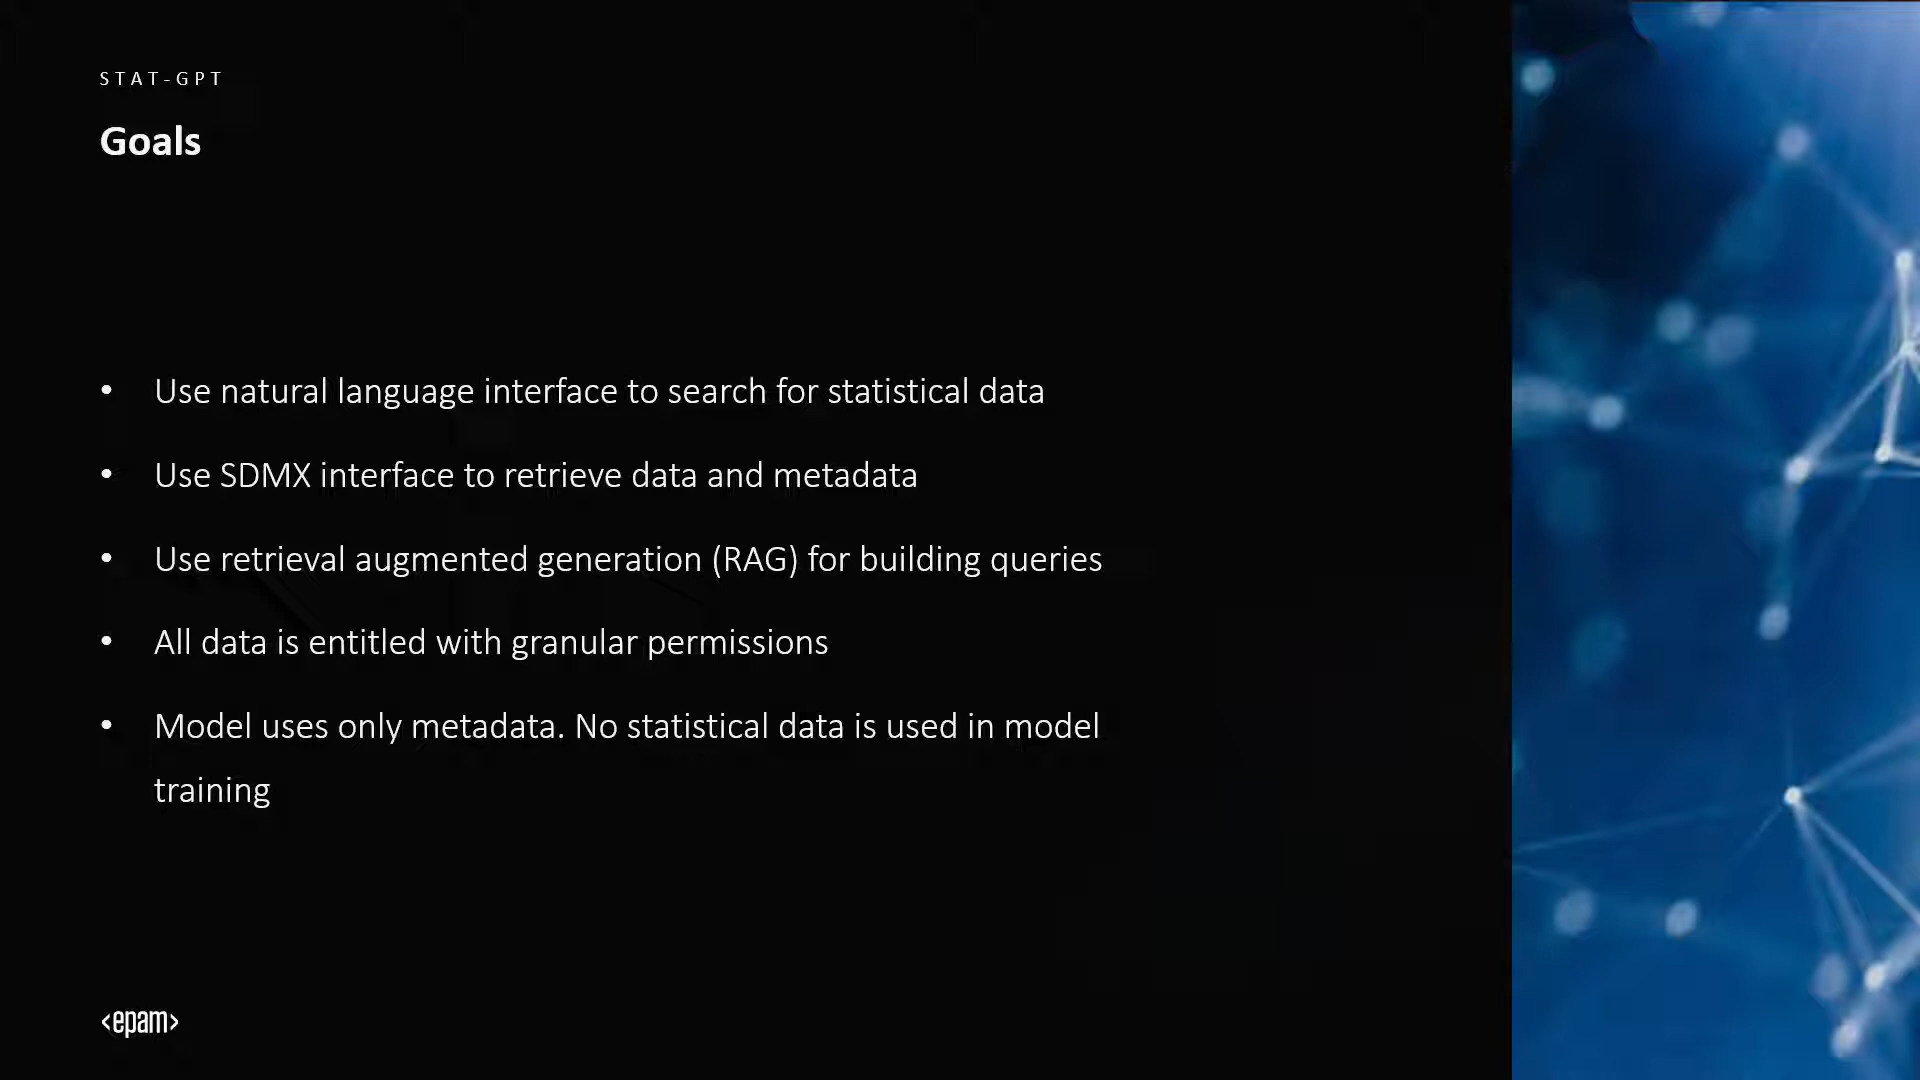 STAT-GPT
Goals
• Use natural language interface to search for statistical data
• Use SDMX interface to retrieve data and metadata
• Use retrieval augmented generation (RAG) for building queries
• All data is entitled with granular permissions
• Model uses only metadata. No statistical data is used in model
training
<epam>